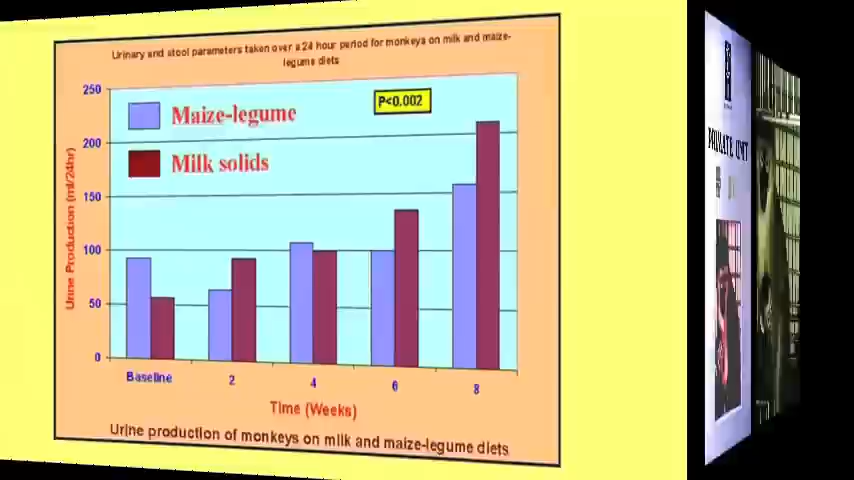 Urinary and stool parameters taken over a 24 hour period for monkeys on milk and maize-
legume diets
P<0.002
Maize-legume
Milk solids
Urine Production (ml/24hr)
250
200
150
100
50
0
Baseline
2
4
6
8
Time (Weeks)
Urine production of monkeys on milk and maize-legume diets
PRIMATE UNIT